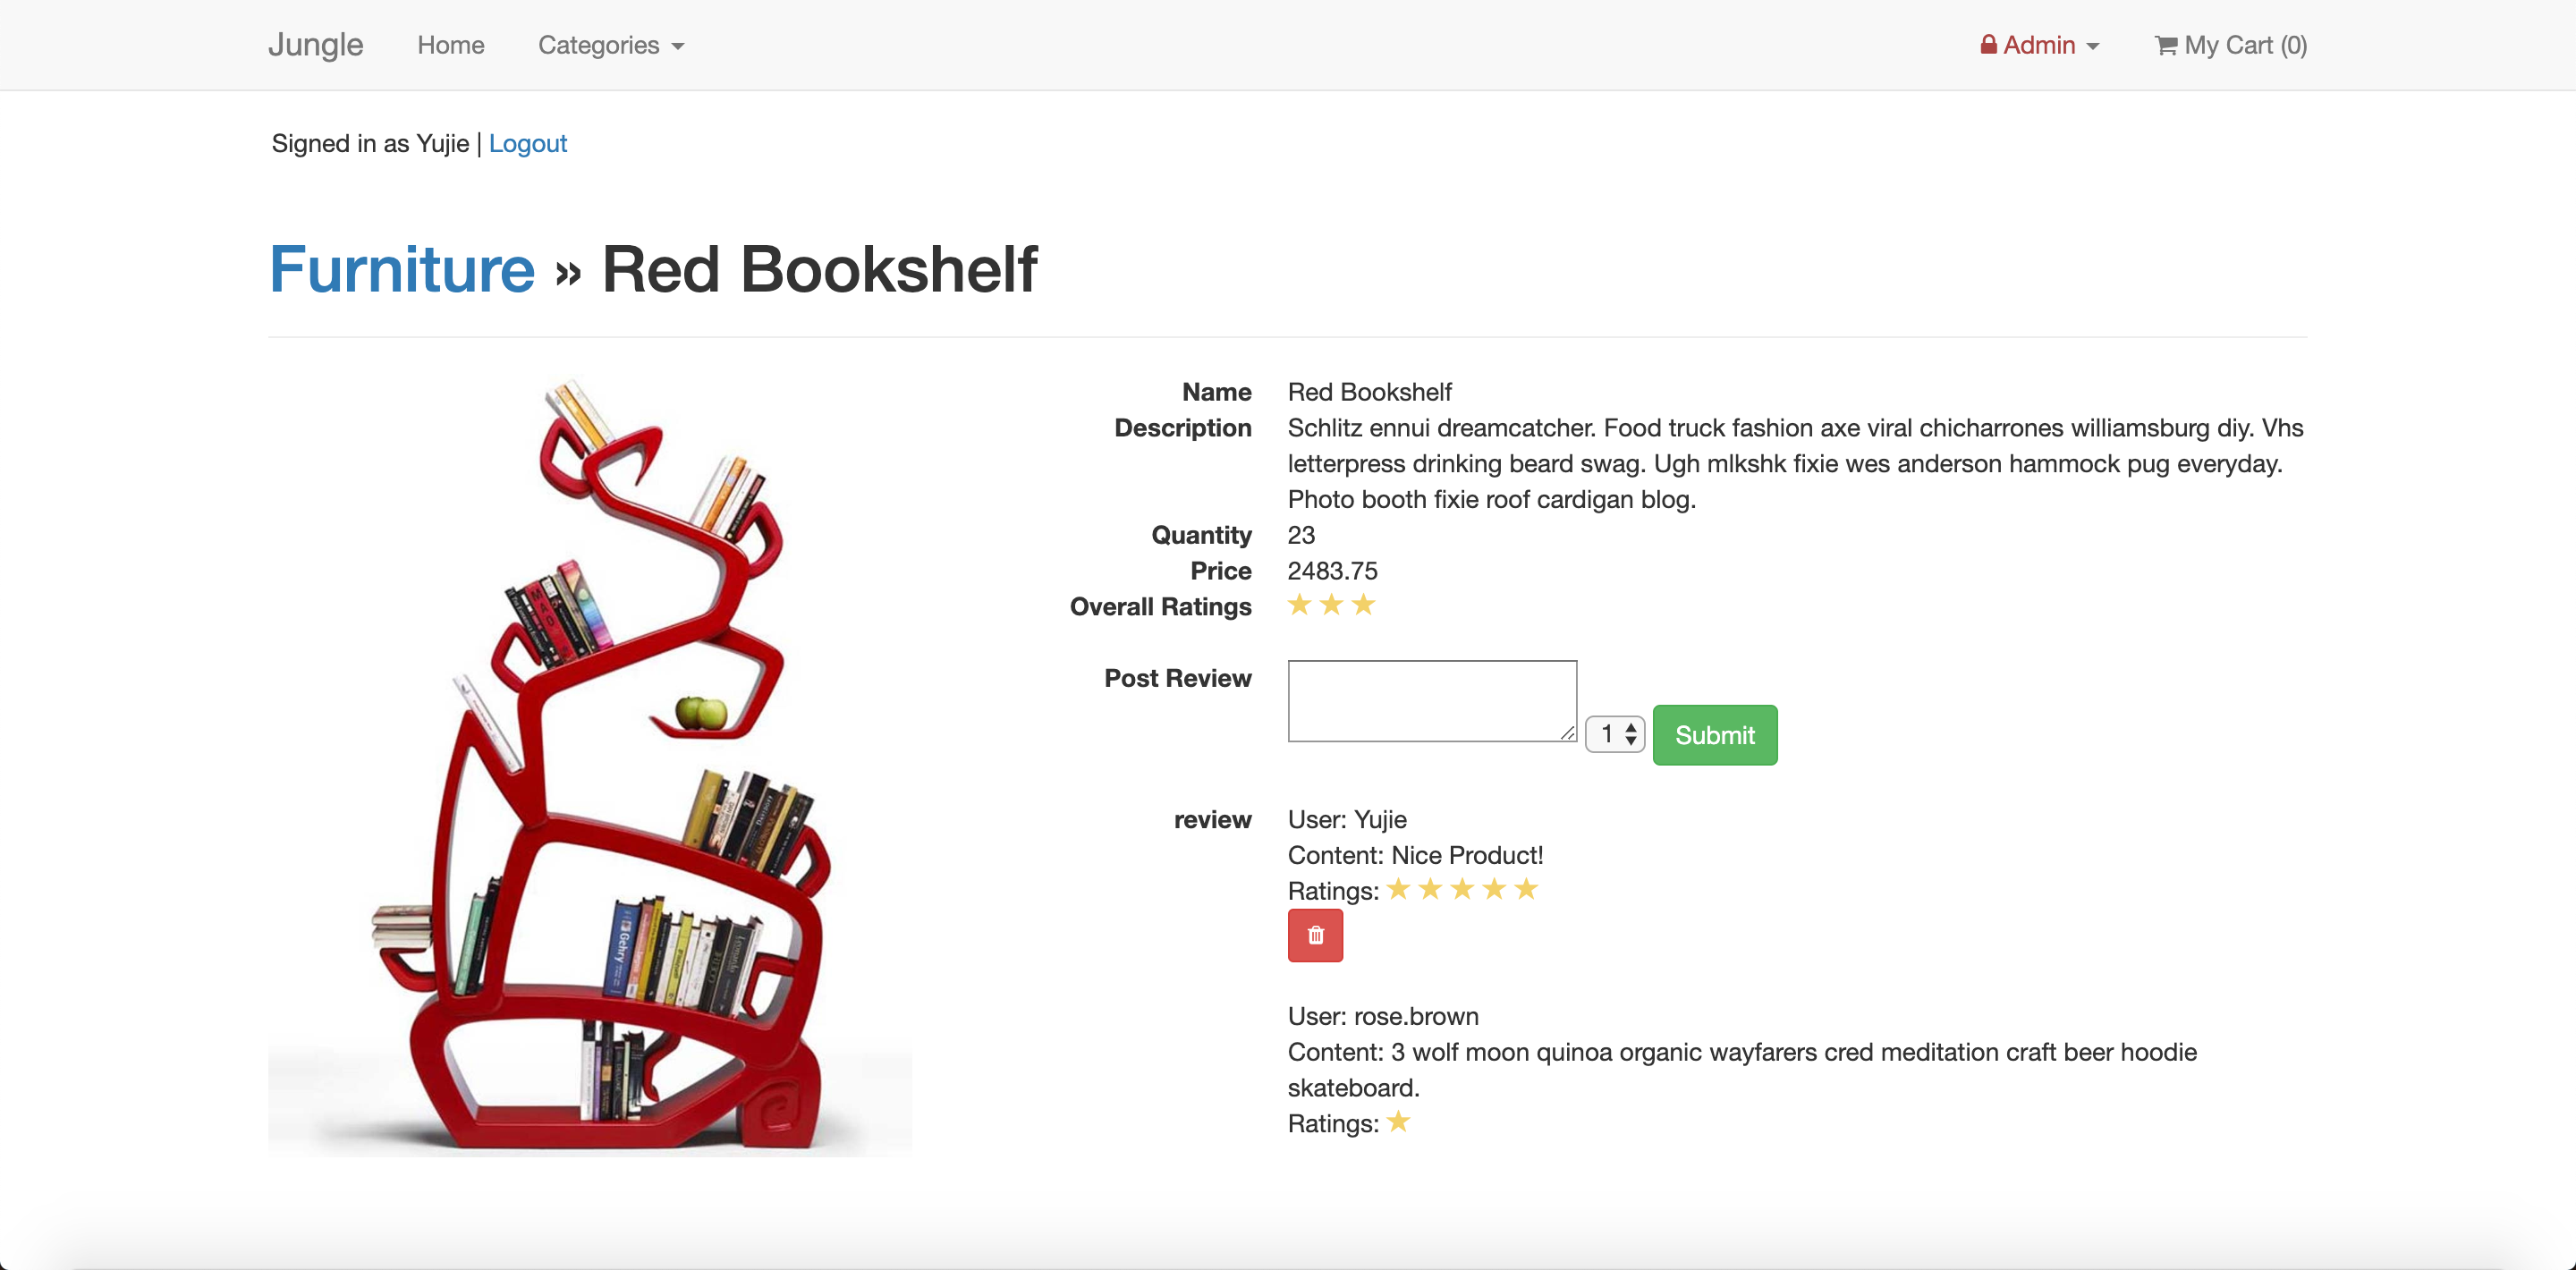 Jungle Home Categories Admin My Cart (0)
Signed in as Yujie | Logout
Furniture » Red Bookshelf
Name Red Bookshelf
Description Schlitz ennui dreamcatcher. Food truck fashion axe viral chicharrones williamsburg diy. Vhs
letterpress drinking beard swag. Ugh mlkshk fixie wes anderson hammock pug everyday.
Photo booth fixie roof cardigan blog.
Quantity 23
Price 2483.75
Overall Ratings
Post Review
1 Submit
review User: Yujie
Content: Nice Product!
Ratings:
User: rose.brown
Content: 3 wolf moon quinoa organic wayfarers cred meditation craft beer hoodie
skateboard.
Ratings:
MAD
Gehry